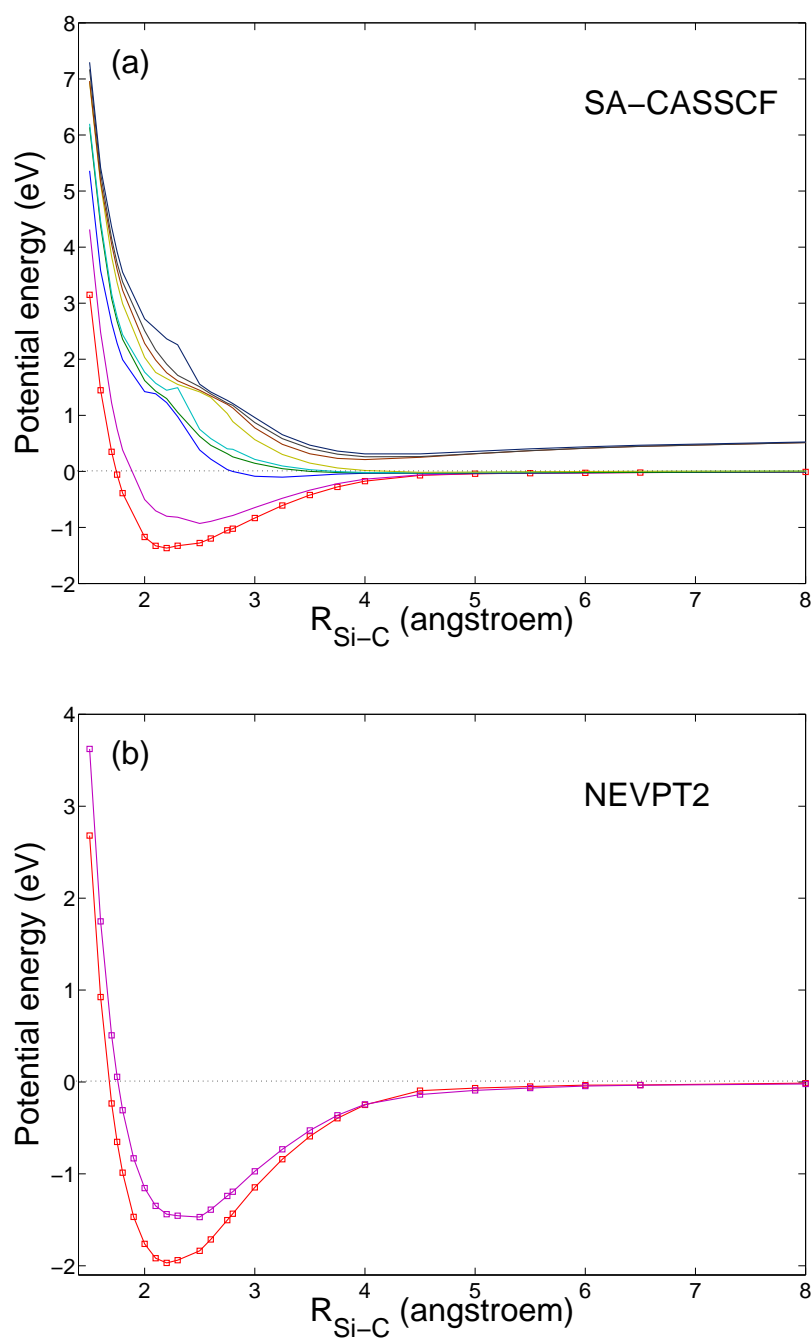 (a)
SA−CASSCF
Potential energy (eV)
8
7
6
5
4
3
2
1
0
−1
−2
2 3 4 5 6 7 8
R_Si−C (angstroem)
(b)
NEVPT2
Potential energy (eV)
4
3
2
1
0
−1
−2
2 3 4 5 6 7 8
R_Si−C (angstroem)